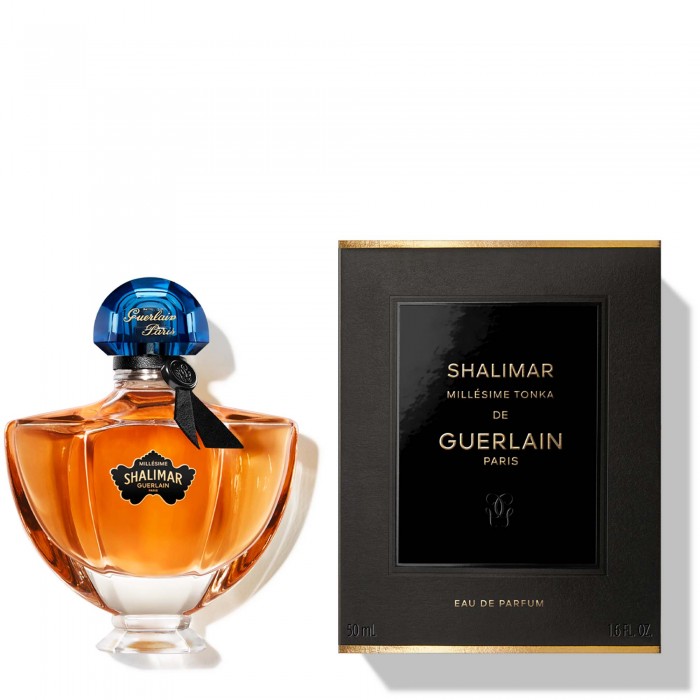 Guerlain
Paris
MILLÉSIME
SHALIMAR
GUERLAIN
PARIS
SHALIMAR
MILLÉSIME TONKA
DE
GUERLAIN
PARIS
EAU DE PARFUM
50 mL
1.6 FL. OZ.